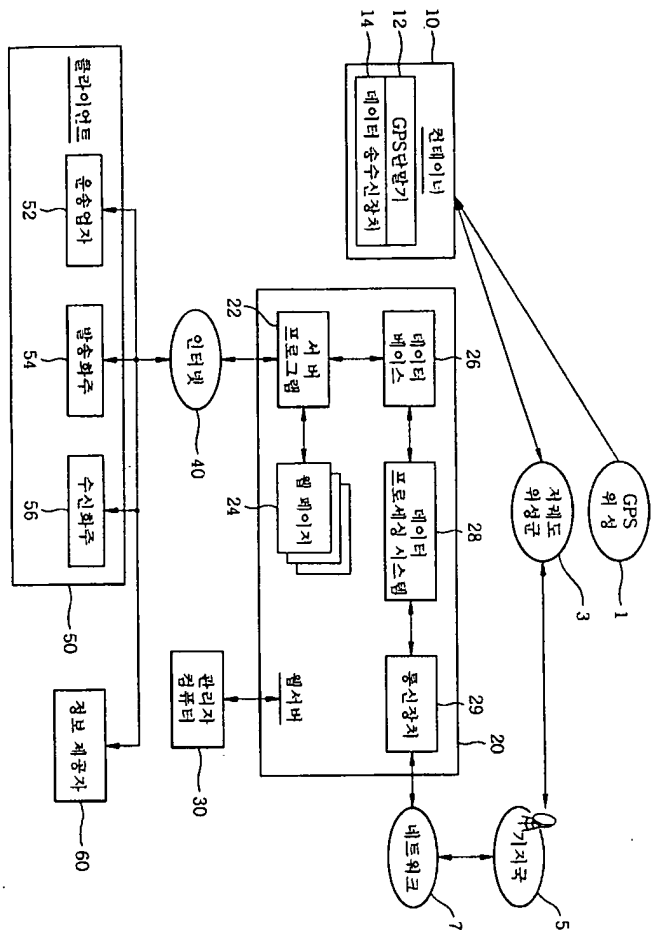 GPS
위성
1
저궤도
위성군
3
기지국
5
10
컨테이너
12
GPS단말기
14
데이터 송수신장치
네트워크
7
20
26
데이터
베이스
28
데이터
프로세싱 시스템
29
통신장치
22
서버
프로그램
24
웹 페이지
웹서버
인터넷
40
관리자
컴퓨터
30
클라이언트
운송업자
52
발송화주
54
수신화주
56
50
정보 제공자
60